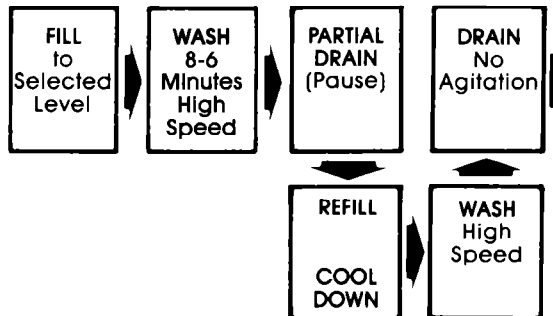 FILL
to
Selected
Level
WASH
8-6
Minutes
High
Speed
PARTIAL
DRAIN
(Pause)
REFILL
COOL
DOWN
WASH
High
Speed
DRAIN
No
Agitation